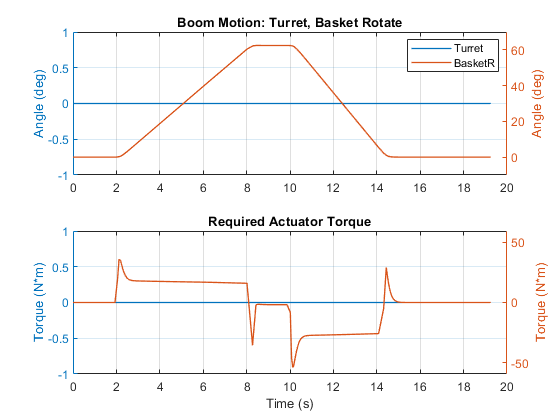 Boom Motion: Turret, Basket Rotate
Angle (deg)
1
0.5
0
-0.5
-1
Turret
BasketR
60
40
20
0
Angle (deg)
0 2 4 6 8 10 12 14 16 18 20
Required Actuator Torque
Torque (N*m)
1
0.5
0
-0.5
-1
50
0
-50
Torque (N*m)
0 2 4 6 8 10 12 14 16 18 20
Time (s)